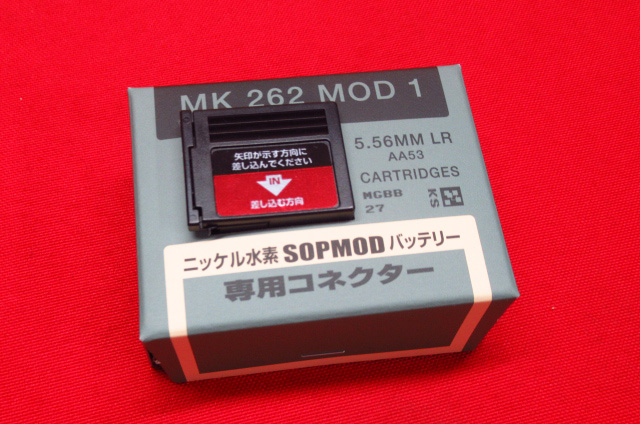 MK 262 MOD 1
5.56MM LR
AA53
CARTRIDGES
MGBB
27
KS
矢印が示す方向に
差し込んでください
IN
差し込む方向
ニッケル水素 SOPMOD バッテリー
専用コネクター